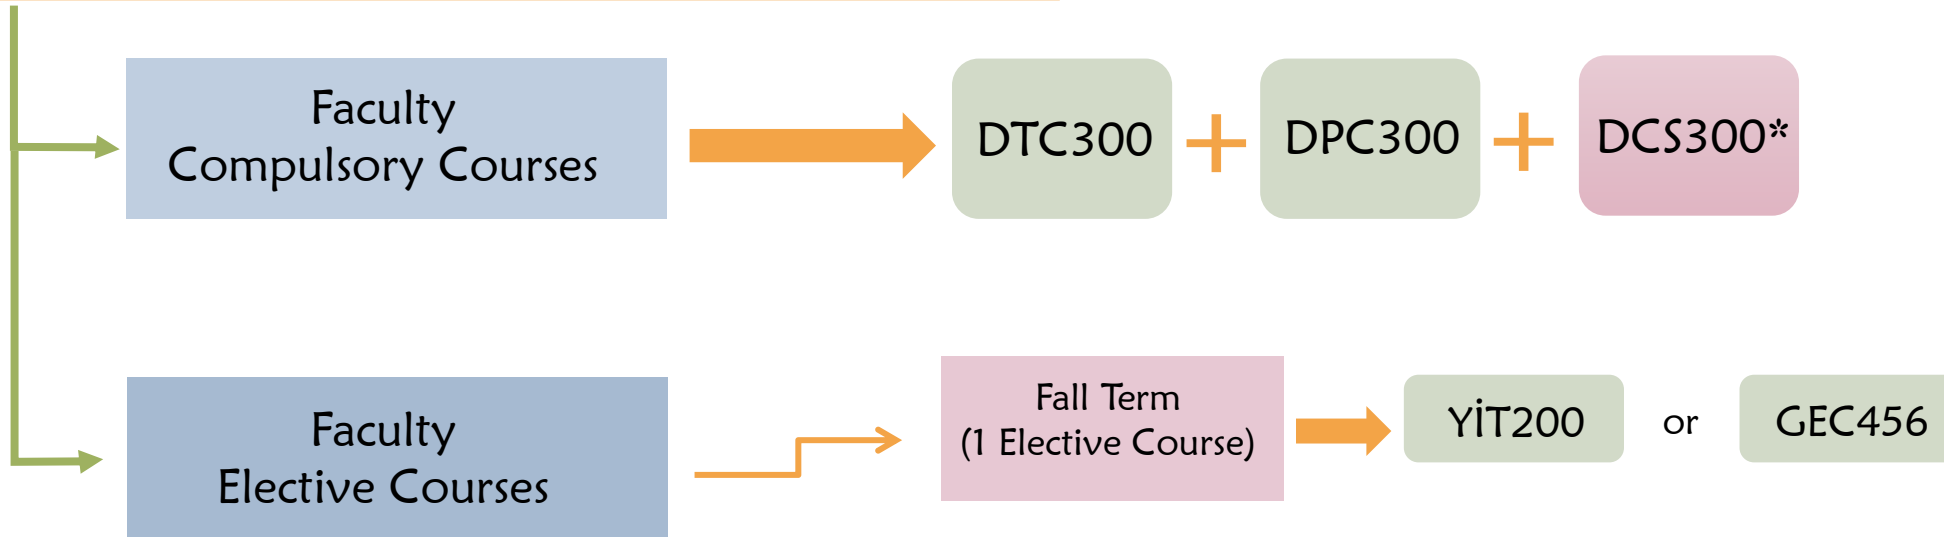 Faculty
Compulsory Courses
DTC300 + DPC300 + DCS300*
Faculty
Elective Courses
Fall Term
(1 Elective Course)
YİT200 or GEC456